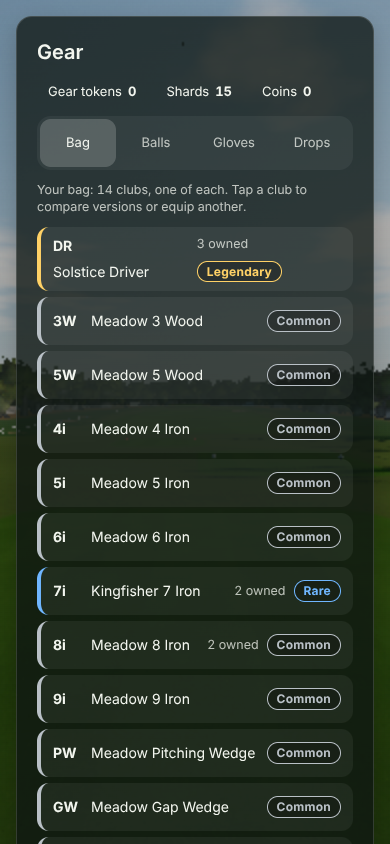 Gear
Gear tokens 0 Shards 15 Coins 0
Bag Balls Gloves Drops
Your bag: 14 clubs, one of each. Tap a club to
compare versions or equip another.
DR 3 owned
Solstice Driver Legendary
3W Meadow 3 Wood Common
5W Meadow 5 Wood Common
4i Meadow 4 Iron Common
5i Meadow 5 Iron Common
6i Meadow 6 Iron Common
7i Kingfisher 7 Iron 2 owned Rare
8i Meadow 8 Iron 2 owned Common
9i Meadow 9 Iron Common
PW Meadow Pitching Wedge Common
GW Meadow Gap Wedge Common